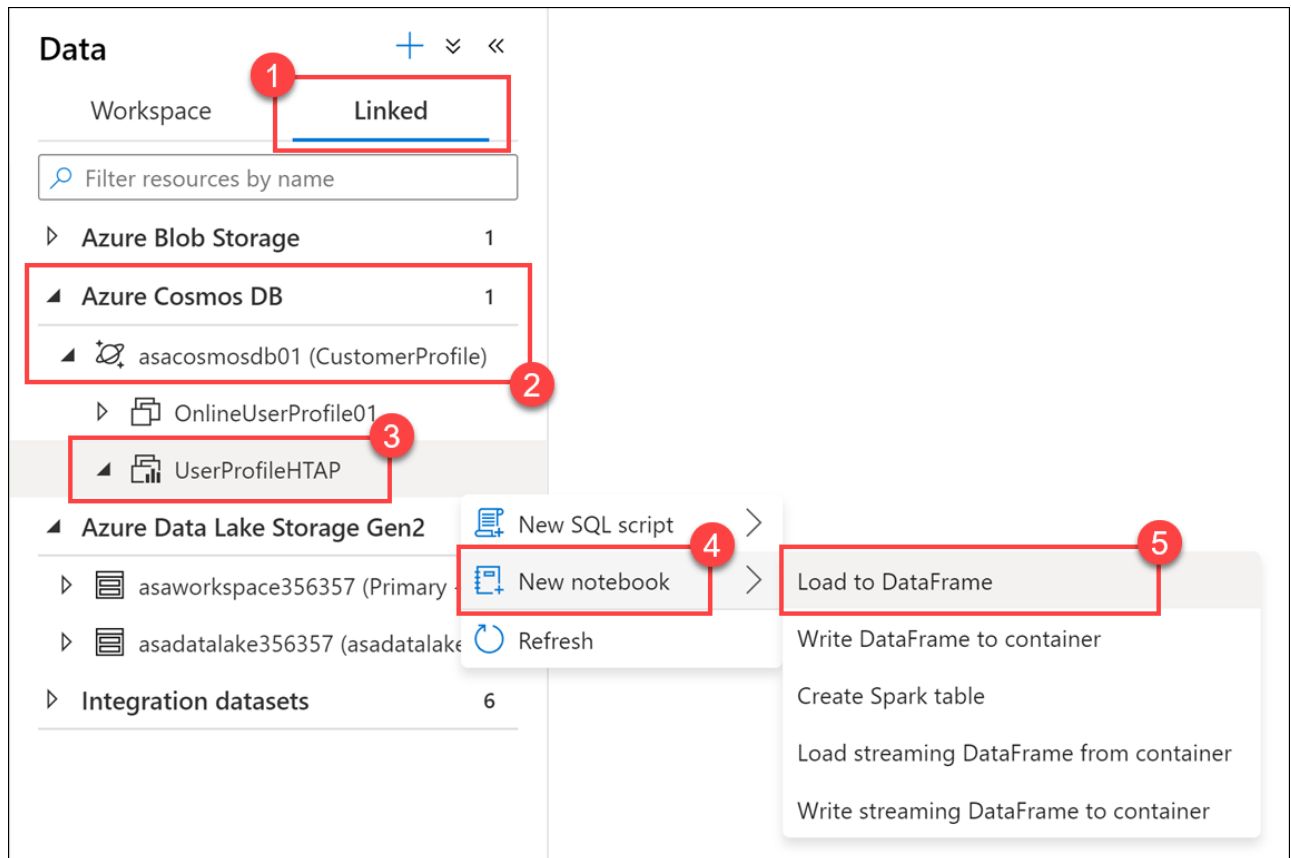 Data
1
Workspace
Linked
Filter resources by name
Azure Blob Storage 1
Azure Cosmos DB 1
asacosmosdb01 (CustomerProfile)
2
OnlineUserProfile01
3
UserProfileHTAP
Azure Data Lake Storage Gen2
asaworkspace356357 (Primary -
asadatalake356357 (asadatalake
Integration datasets 6
New SQL script
4
New notebook
Refresh
5
Load to DataFrame
Write DataFrame to container
Create Spark table
Load streaming DataFrame from container
Write streaming DataFrame to container